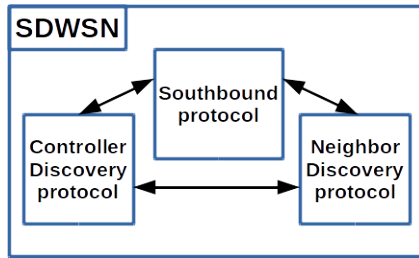 SDWSN
Southbound
protocol
Controller
Discovery
protocol
Neighbor
Discovery
protocol